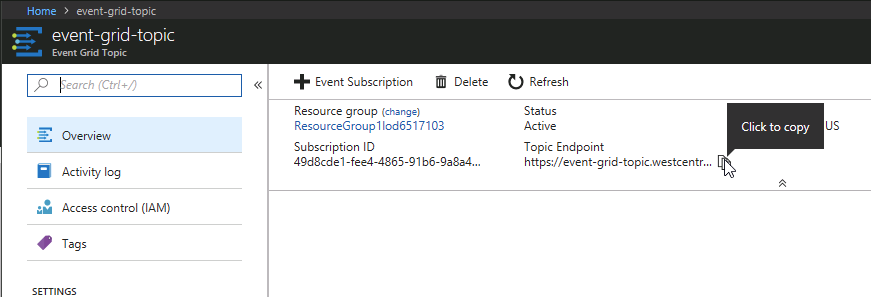 Home > event-grid-topic
event-grid-topic
Event Grid Topic
Search (Ctrl+/)
«
Overview
Activity log
Access control (IAM)
Tags
SETTINGS
Event Subscription
Delete
Refresh
Resource group (change)
ResourceGroup1lod6517103
Status
Active
Click to copy
US
Subscription ID
49d8cde1-fee4-4865-91b6-9a8a4...
Topic Endpoint
https://event-grid-topic.westcentr...